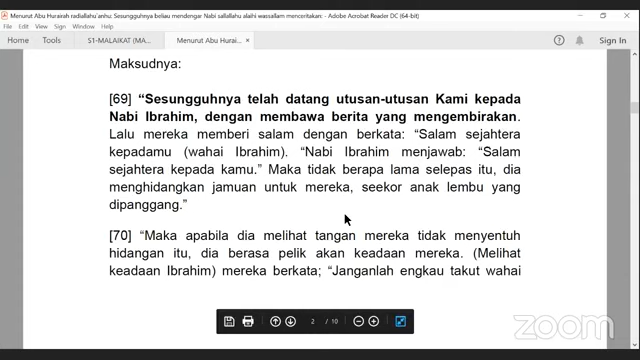 Menurut Abu Hurairah radiallahu'anhu: Sesungguhnya beliau mendengar Nabi sallallahu alaihi wassallam menceritakan: - Adobe Acrobat Reader DC (64-bit)
File Edit View Sign Window Help
Home Tools S1-MALAIKAT (MA... Menurut Abu Hurai... × Sign In
Maksudnya:
[69] “Sesungguhnya telah datang utusan-utusan Kami kepada
Nabi Ibrahim, dengan membawa berita yang mengembirakan.
Lalu mereka memberi salam dengan berkata: “Salam sejahtera
kepadamu (wahai Ibrahim). “Nabi Ibrahim menjawab: “Salam
sejahtera kepada kamu.” Maka tidak berapa lama selepas itu, dia
menghidangkan jamuan untuk mereka, seekor anak lembu yang
dipanggang.”
[70] “Maka apabila dia melihat tangan mereka tidak menyentuh
hidangan itu, dia berasa pelik akan keadaan mereka. (Melihat
keadaan Ibrahim) mereka berkata; “Janganlah engkau takut wahai
2 / 10
zoom